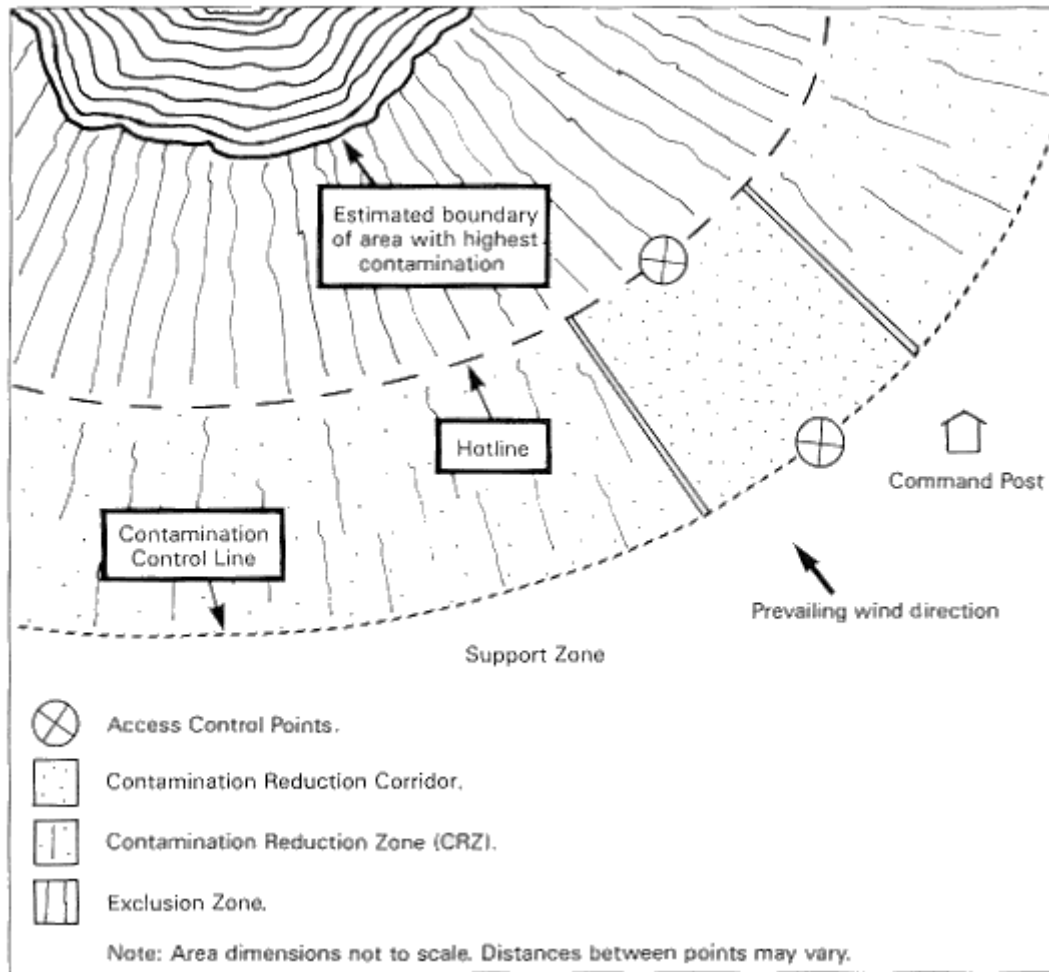 Estimated boundary
of area with highest
contamination
Hotline
Command Post
Contamination
Control Line
Prevailing wind direction
Support Zone
Access Control Points.
Contamination Reduction Corridor.
Contamination Reduction Zone (CRZ).
Exclusion Zone.
Note: Area dimensions not to scale. Distances between points may vary.